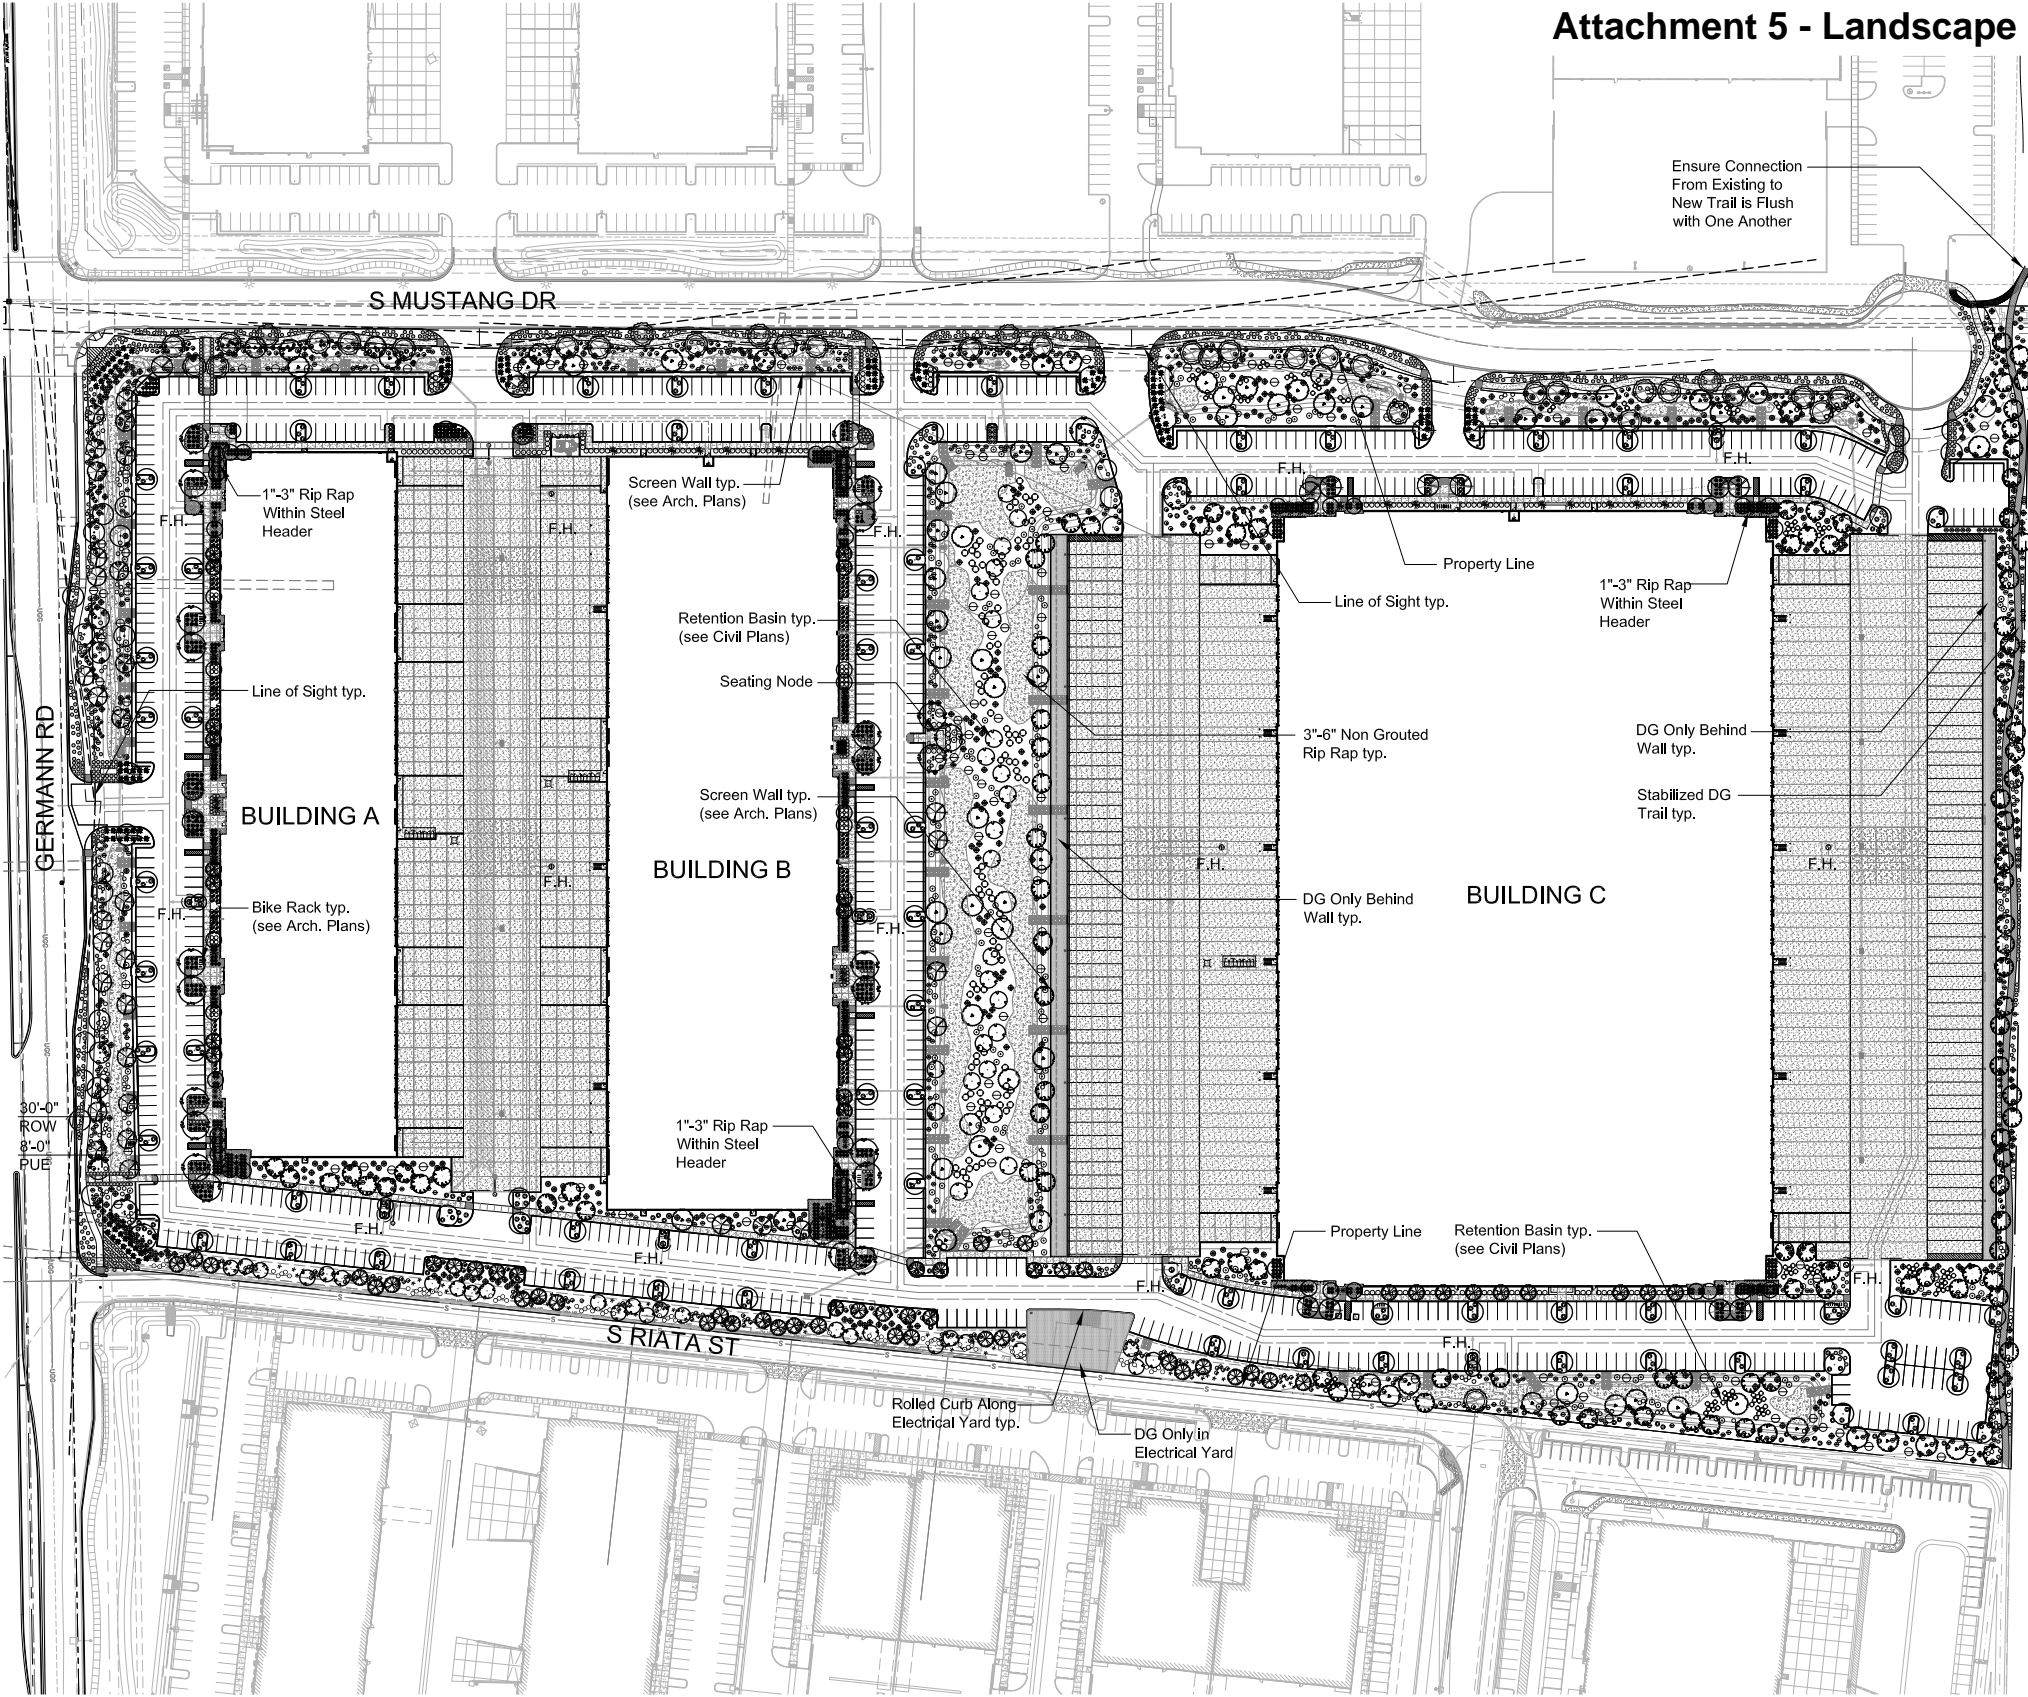 Attachment 5 - Landscape
Ensure Connection
From Existing to
New Trail is Flush
with One Another
S MUSTANG DR
F.H.
F.H.
1"-3" Rip Rap
Within Steel
Header
F.H.
Screen Wall typ.
(see Arch. Plans)
F.H.
F.H.
Property Line
Line of Sight typ.
1"-3" Rip Rap
Within Steel
Header
Retention Basin typ.
(see Civil Plans)
Seating Node
Line of Sight typ.
GERMANN RD
3"-6" Non Grouted
Rip Rap typ.
DG Only Behind
Wall typ.
Screen Wall typ.
(see Arch. Plans)
Stabilized DG
Trail typ.
BUILDING A
BUILDING B
BUILDING C
F.H.
F.H.
F.H.
Bike Rack typ.
(see Arch. Plans)
F.H.
F.H.
DG Only Behind
Wall typ.
30'-0"
ROW
8'-0"
PUE
1"-3" Rip Rap
Within Steel
Header
F.H.
F.H.
Property Line
Retention Basin typ.
(see Civil Plans)
F.H.
F.H.
F.H.
S RIATA ST
Rolled Curb Along
Electrical Yard typ.
DG Only in
Electrical Yard